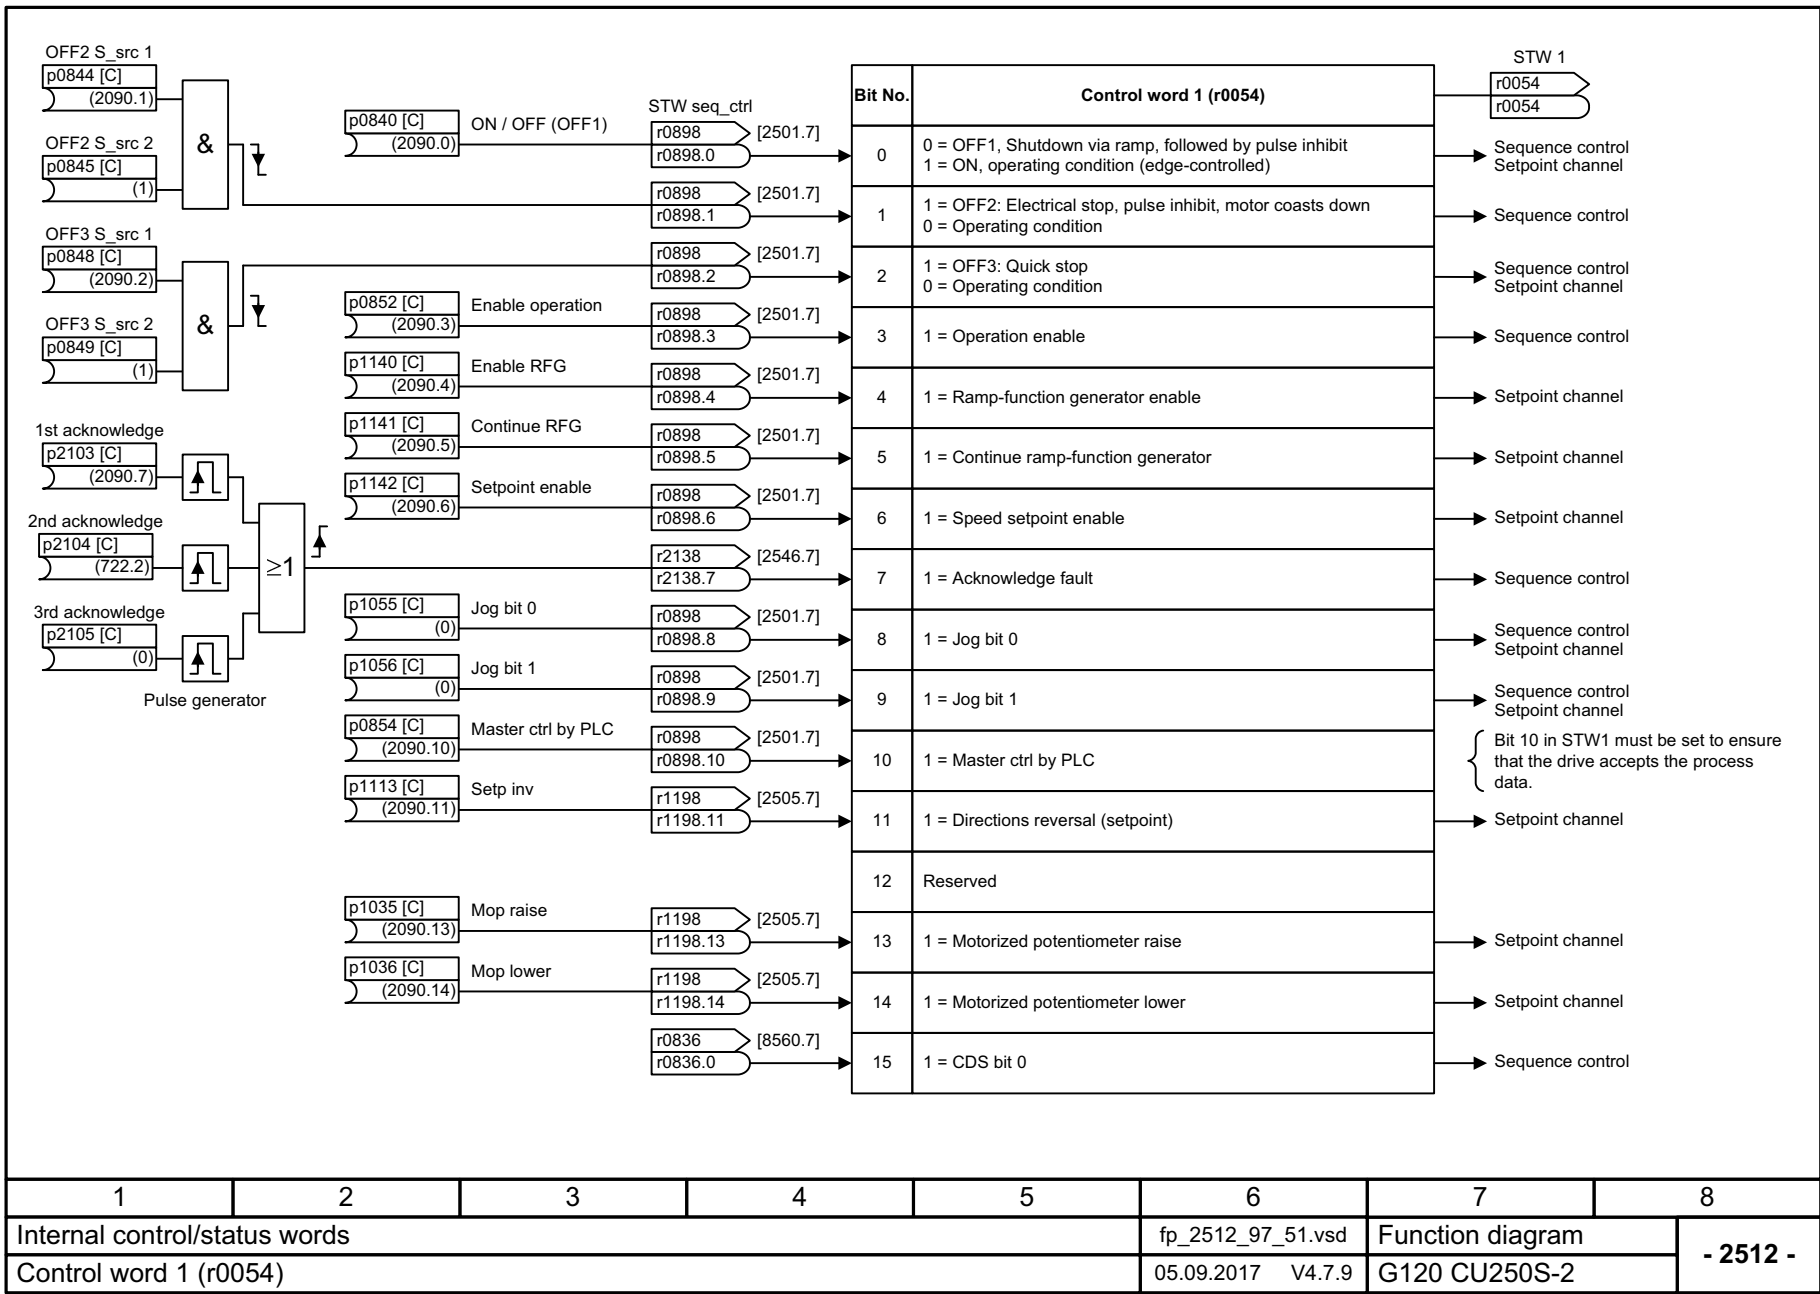 OFF2 S_src 1
p0844 [C]
(2090.1)
OFF2 S_src 2
p0845 [C]
(1)
&
OFF3 S_src 1
p0848 [C]
(2090.2)
OFF3 S_src 2
p0849 [C]
(1)
&
1st acknowledge
p2103 [C]
(2090.7)
2nd acknowledge
p2104 [C]
(722.2)
3rd acknowledge
p2105 [C]
(0)
Pulse generator
≥1
p0840 [C]
(2090.0)
ON / OFF (OFF1)
p0852 [C]
(2090.3)
Enable operation
p1140 [C]
(2090.4)
Enable RFG
p1141 [C]
(2090.5)
Continue RFG
p1142 [C]
(2090.6)
Setpoint enable
p1055 [C]
(0)
Jog bit 0
p1056 [C]
(0)
Jog bit 1
p0854 [C]
(2090.10)
Master ctrl by PLC
p1113 [C]
(2090.11)
Setp inv
p1035 [C]
(2090.13)
Mop raise
p1036 [C]
(2090.14)
Mop lower
STW seq_ctrl
r0898 [2501.7]
r0898.0
r0898 [2501.7]
r0898.1
r0898 [2501.7]
r0898.2
r0898 [2501.7]
r0898.3
r0898 [2501.7]
r0898.4
r0898 [2501.7]
r0898.5
r0898 [2501.7]
r0898.6
r2138 [2546.7]
r2138.7
r0898 [2501.7]
r0898.8
r0898 [2501.7]
r0898.9
r0898 [2501.7]
r0898.10
r1198 [2505.7]
r1198.11
r1198 [2505.7]
r1198.13
r1198 [2505.7]
r1198.14
r0836 [8560.7]
r0836.0
Bit No. Control word 1 (r0054)
0 0 = OFF1, Shutdown via ramp, followed by pulse inhibit
1 = ON, operating condition (edge-controlled)
1 1 = OFF2: Electrical stop, pulse inhibit, motor coasts down
0 = Operating condition
2 1 = OFF3: Quick stop
0 = Operating condition
3 1 = Operation enable
4 1 = Ramp-function generator enable
5 1 = Continue ramp-function generator
6 1 = Speed setpoint enable
7 1 = Acknowledge fault
8 1 = Jog bit 0
9 1 = Jog bit 1
10 1 = Master ctrl by PLC
11 1 = Directions reversal (setpoint)
12 Reserved
13 1 = Motorized potentiometer raise
14 1 = Motorized potentiometer lower
15 1 = CDS bit 0
STW 1
r0054
r0054
Sequence control
Setpoint channel
Sequence control
Sequence control
Setpoint channel
Sequence control
Setpoint channel
Setpoint channel
Setpoint channel
Sequence control
Sequence control
Setpoint channel
Sequence control
Setpoint channel
Bit 10 in STW1 must be set to ensure
that the drive accepts the process
data.
Setpoint channel
Setpoint channel
Setpoint channel
Sequence control
1 2 3 4 5 6 7 8
Internal control/status words fp_2512_97_51.vsd Function diagram
- 2512 -
Control word 1 (r0054) 05.09.2017 V4.7.9 G120 CU250S-2